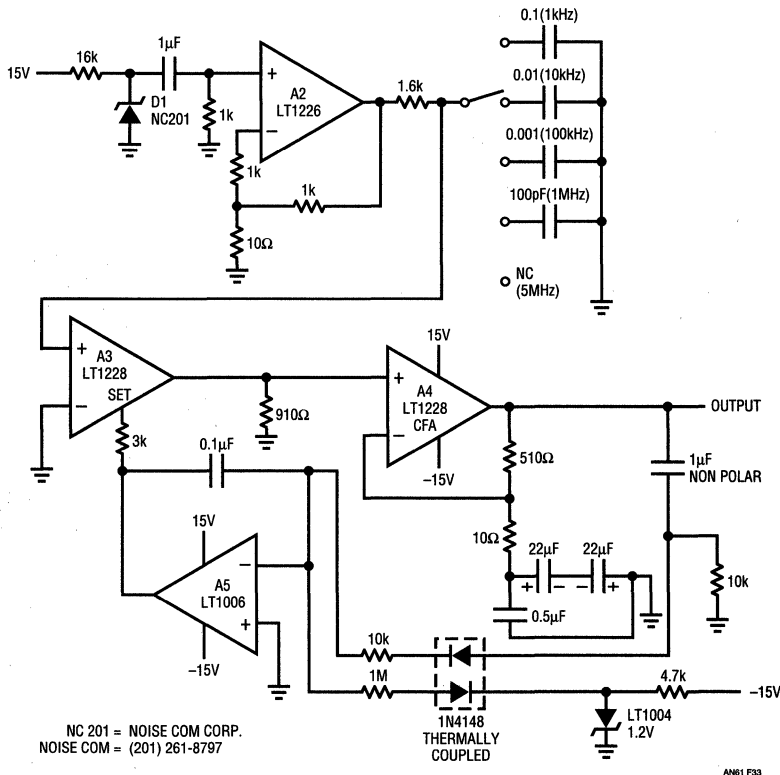 0.1(1kHz)
1µF
16k
15V
D1
NC201
1k
+
A2
LT1226
–
1.6k
0.01(10kHz)
0.001(100kHz)
1k
1k
100pF(1MHz)
10Ω
NC
(5MHz)
+
A3
LT1228
SET
–
15V
+
A4
LT1228
CFA
–
–15V
OUTPUT
910Ω
3k
0.1µF
510Ω
1µF
NON POLAR
10Ω
22µF
22µF
+
–
–
+
10k
0.5µF
15V
–
A5
LT1006
+
–15V
10k
1M
4.7k
–15V
1N4148
THERMALLY
COUPLED
LT1004
1.2V
NC 201 = NOISE COM CORP.
NOISE COM = (201) 261-8797
AN61 F33